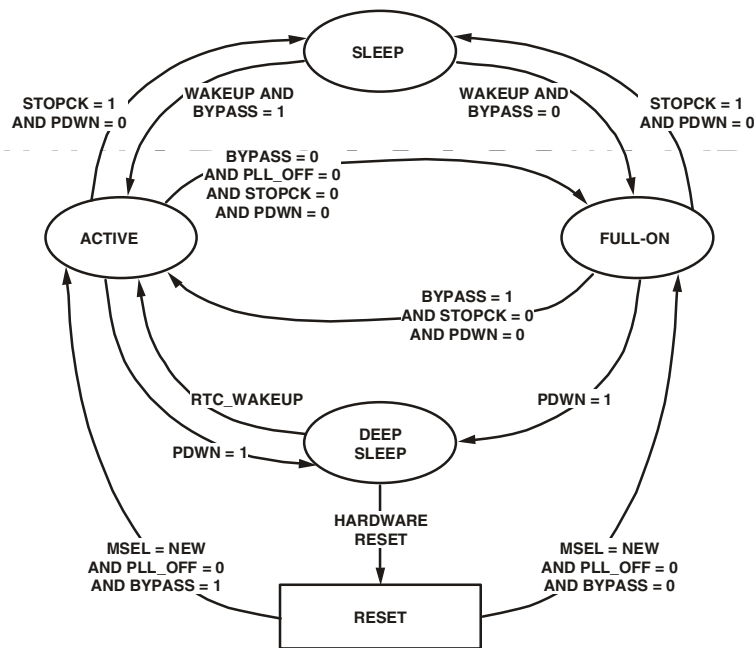 SLEEP
STOPCK = 1
AND PDWN = 0
WAKEUP AND
BYPASS = 1
WAKEUP AND
BYPASS = 0
STOPCK = 1
AND PDWN = 0
BYPASS = 0
AND PLL_OFF = 0
AND STOPCK = 0
AND PDWN = 0
ACTIVE
FULL-ON
BYPASS = 1
AND STOPCK = 0
AND PDWN = 0
RTC_WAKEUP
PDWN = 1
DEEP
SLEEP
PDWN = 1
HARDWARE
RESET
MSEL = NEW
AND PLL_OFF = 0
AND BYPASS = 1
MSEL = NEW
AND PLL_OFF = 0
AND BYPASS = 0
RESET